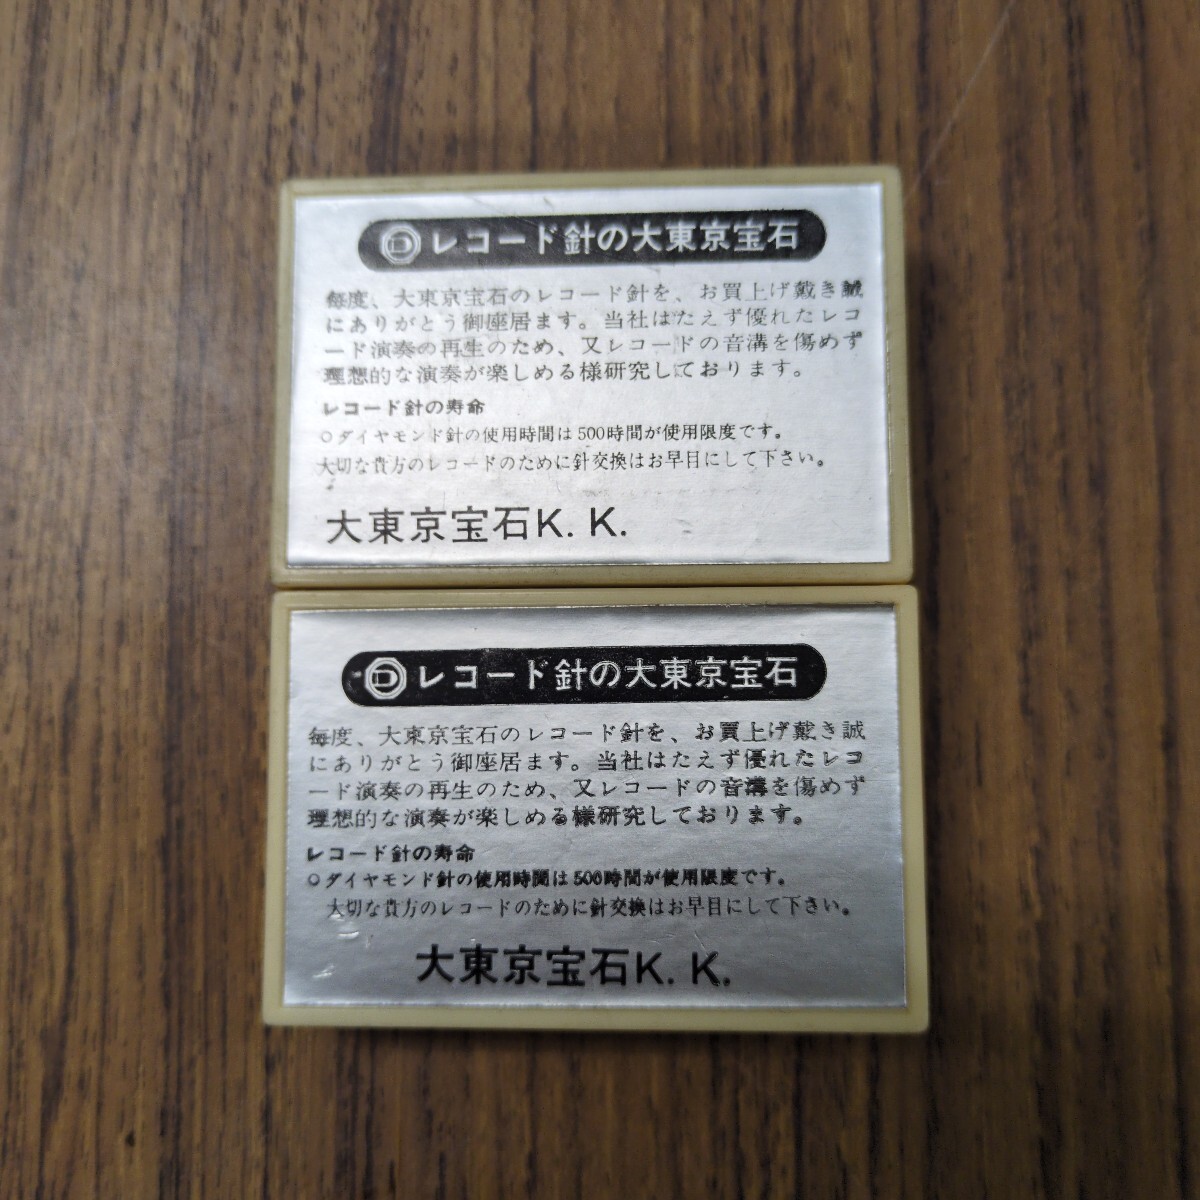 D レコード針の大東京宝石
毎度、大東京宝石のレコード針を、お買上げ戴き誠
にありがとう御座居ます。当社はたえず優れたレコ
ード演奏の再生のため、又レコードの音溝を傷めず
理想的な演奏が楽しめる様研究しております。
レコード針の寿命
○ダイヤモンド針の使用時間は500時間が使用限度です。
大切な貴方のレコードのために針交換はお早目にして下さい。
大東京宝石K. K.
D レコード針の大東京宝石
毎度、大東京宝石のレコード針を、お買上げ戴き誠
にありがとう御座居ます。当社はたえず優れたレコ
ード演奏の再生のため、又レコードの音溝を傷めず
理想的な演奏が楽しめる様研究しております。
レコード針の寿命
○ダイヤモンド針の使用時間は500時間が使用限度です。
大切な貴方のレコードのために針交換はお早目にして下さい。
大東京宝石K. K.